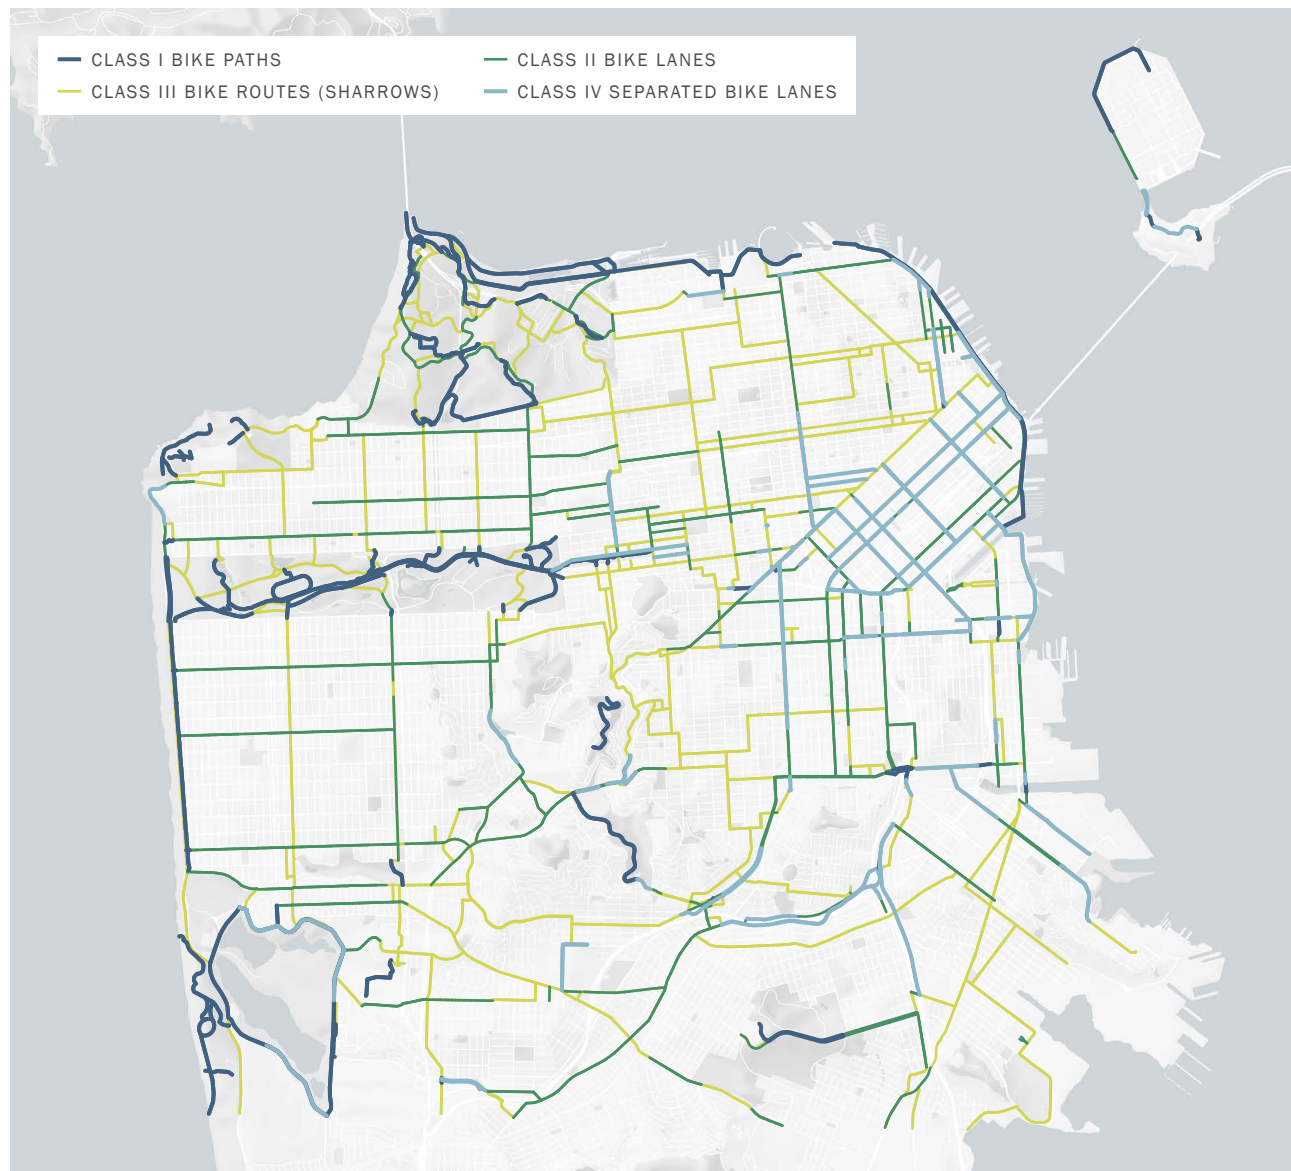 CLASS I BIKE PATHS
CLASS II BIKE LANES
CLASS III BIKE ROUTES (SHARROWS)
CLASS IV SEPARATED BIKE LANES